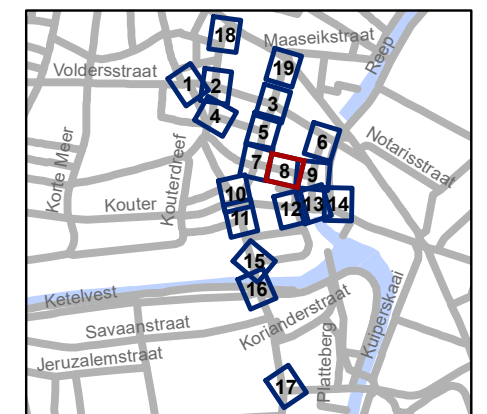 18
Maaseikstraat
Reep
19
Voldersstraat
1
2
3
4
5
6
Notarisstraat
Korte Meer
Kouterdreef
7
8
9
10
Kouter
11
12
13
14
15
16
Ketelvest
Korianderstraat
Kuiperskaai
Savaanstraat
Platteberg
Jeruzalemstraat
17